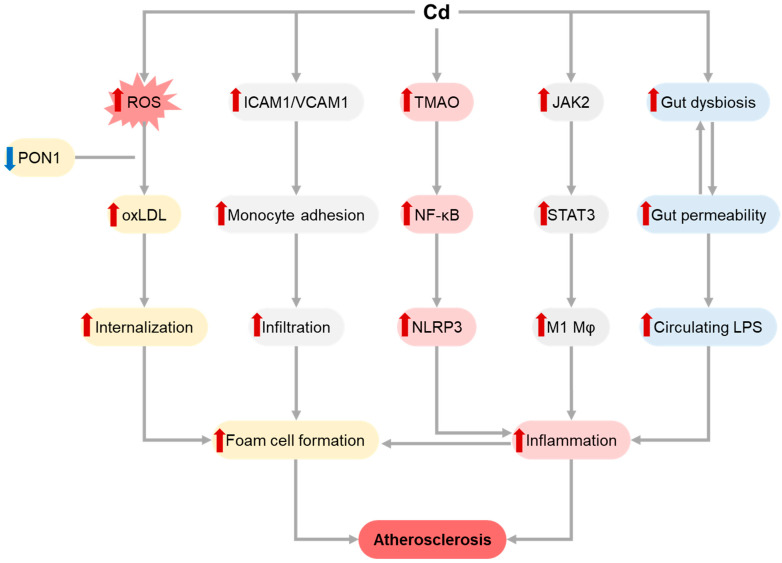 Cd
ROS
ICAM1/VCAM1
TMAO
JAK2
Gut dysbiosis
PON1
oxLDL
Monocyte adhesion
NF-κB
STAT3
Gut permeability
Internalization
Infiltration
NLRP3
M1 Mφ
Circulating LPS
Foam cell formation
Inflammation
Atherosclerosis